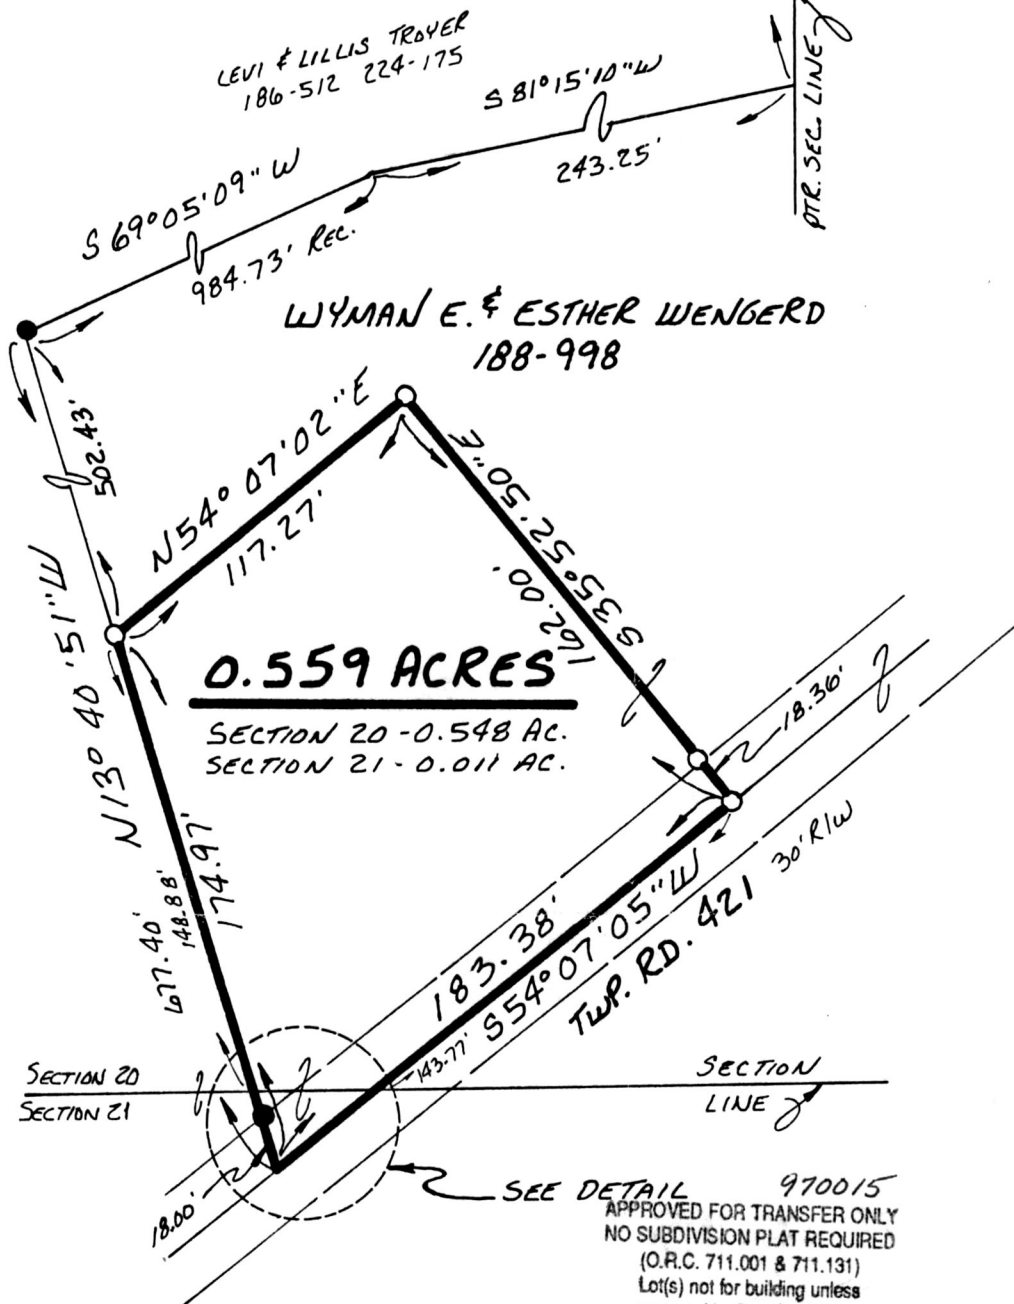 LEVI & LILLIS TROYER
186-512 224-175
S 81°15'10"W
243.25'
PTR. SEC. LINE
S 69°05'09" W
984.73' REC.
WYMAN E. & ESTHER WENGERD
188-998
502.43'
N54° 07'02"E
117.27'
S 35° 52' 50"E
162.00'
N13° 40' 51"W
0.559 ACRES
SECTION 20 - 0.548 AC.
SECTION 21 - 0.011 AC.
18.36'
677.40'
148.88'
174.97'
183.38'
S54° 07' 05"W
143.77'
TWP. RD. 421 30' R/W
SECTION 20
SECTION 21
SECTION
LINE
18.00'
SEE DETAIL
970015
APPROVED FOR TRANSFER ONLY
NO SUBDIVISION PLAT REQUIRED
(O.R.C. 711.001 & 711.131)
Lot(s) not for building unless